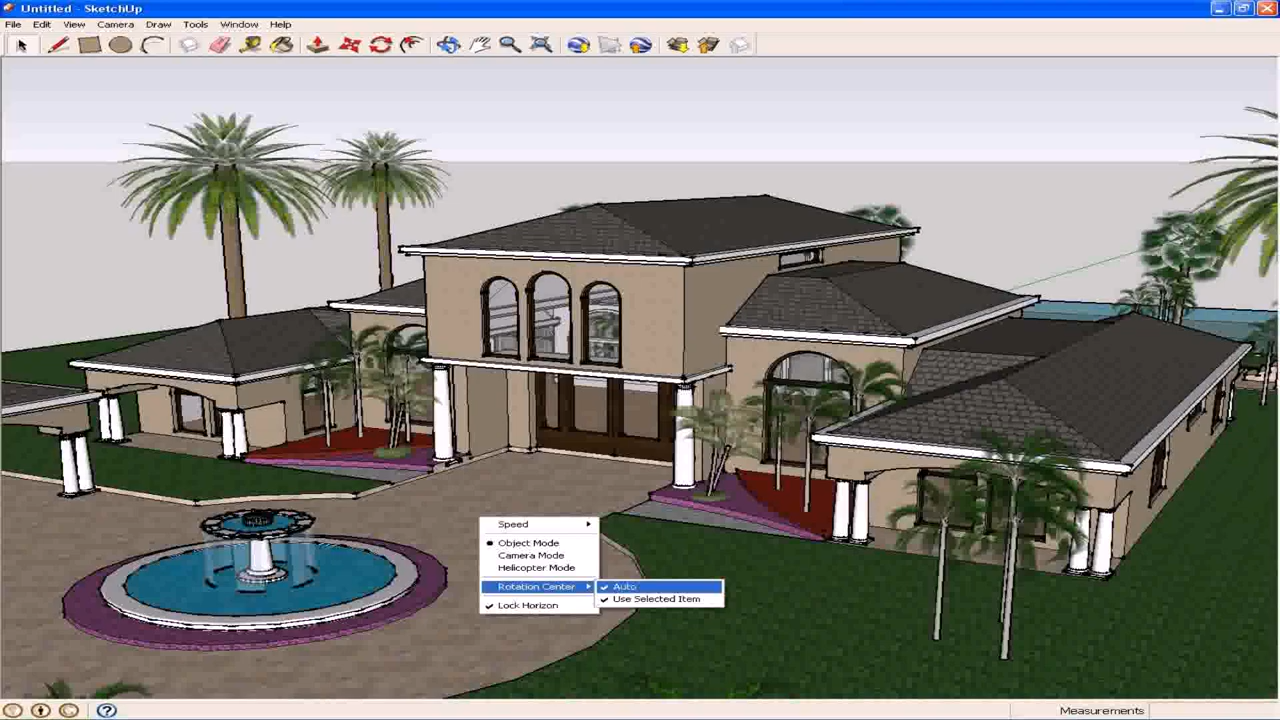 Untitled - SketchUp
File Edit View Camera Draw Tools Window Help
Speed
Object Mode
Camera Mode
Helicopter Mode
Rotation Center
Auto
Use Selected Item
Lock Horizon
Measurements